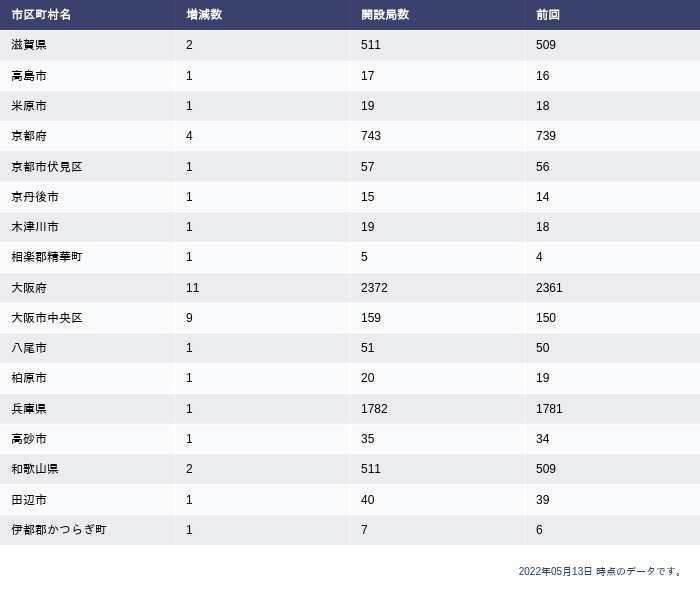 市区町村名 増減数 開設局数 前回
滋賀県 2 511 509
高島市 1 17 16
米原市 1 19 18
京都府 4 743 739
京都市伏見区 1 57 56
京丹後市 1 15 14
木津川市 1 19 18
相楽郡精華町 1 5 4
大阪府 11 2372 2361
大阪市中央区 9 159 150
八尾市 1 51 50
柏原市 1 20 19
兵庫県 1 1782 1781
高砂市 1 35 34
和歌山県 2 511 509
田辺市 1 40 39
伊都郡かつらぎ町 1 7 6
2022年05月13日 時点のデータです。